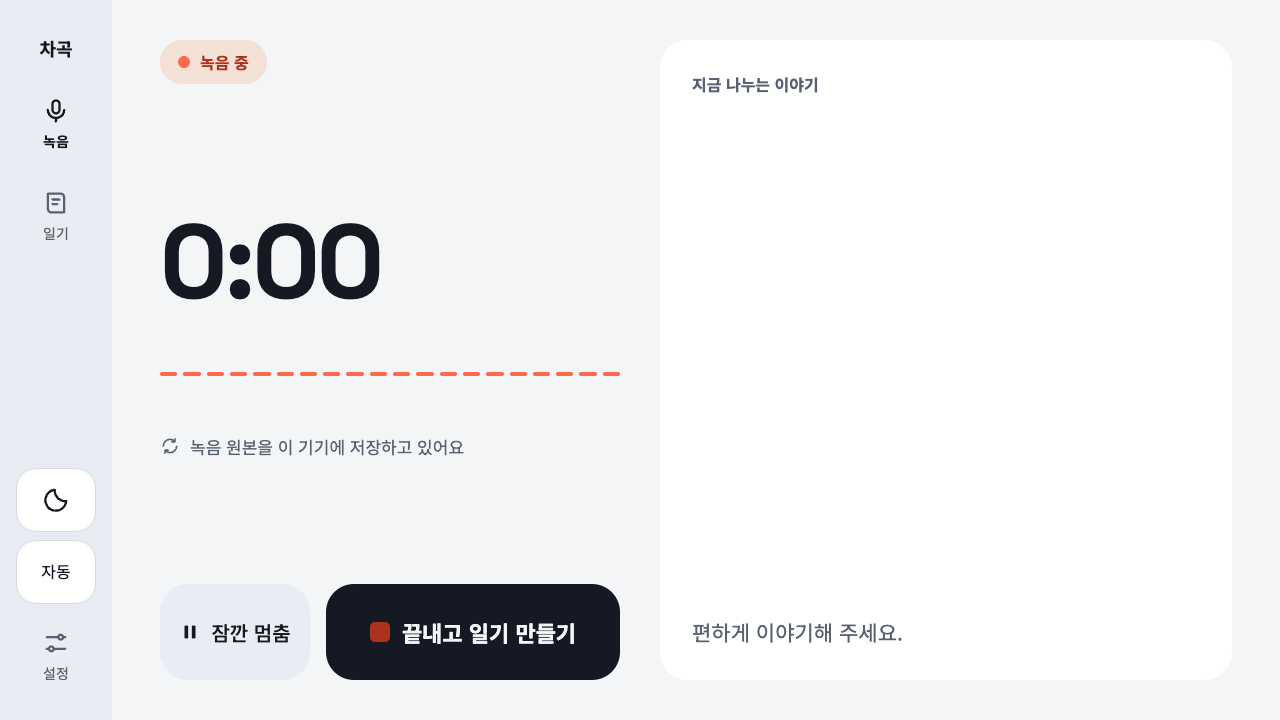 차곡
녹음
일기
자동
설정
녹음 중
0:00
녹음 원본을 이 기기에 저장하고 있어요
잠깐 멈춤
끝내고 일기 만들기
지금 나누는 이야기
편하게 이야기해 주세요.